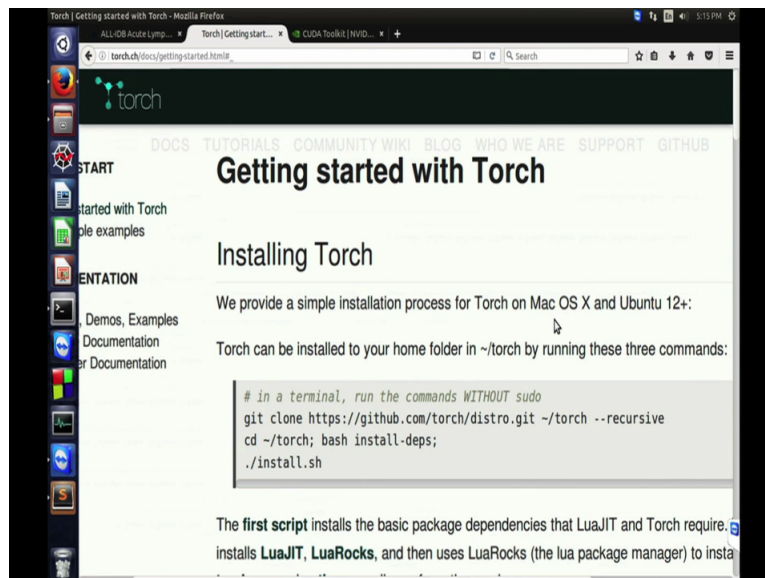 Torch | Getting started with Torch - Mozilla Firefox
En
5:15 PM
ALL-IDB Acute Lymp... ×
Torch | Getting start... ×
CUDA Toolkit | NVID... ×
+
torch.ch/docs/getting-started.html#_
Search
torch
DOCS TUTORIALS COMMUNITY WIKI BLOG WHO WE ARE SUPPORT GITHUB
START
started with Torch
ple examples
ENTATION
, Demos, Examples
Documentation
er Documentation
Getting started with Torch
Installing Torch
We provide a simple installation process for Torch on Mac OS X and Ubuntu 12+:
Torch can be installed to your home folder in ~/torch by running these three commands:
# in a terminal, run the commands WITHOUT sudo
git clone https://github.com/torch/distro.git ~/torch --recursive
cd ~/torch; bash install-deps;
./install.sh
The first script installs the basic package dependencies that LuaJIT and Torch require.
installs LuaJIT, LuaRocks, and then uses LuaRocks (the lua package manager) to insta